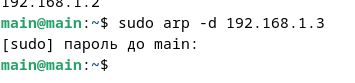 192.168.1.2
main@main:~$ sudo arp -d 192.168.1.3
[sudo] пароль до main:
main@main:~$